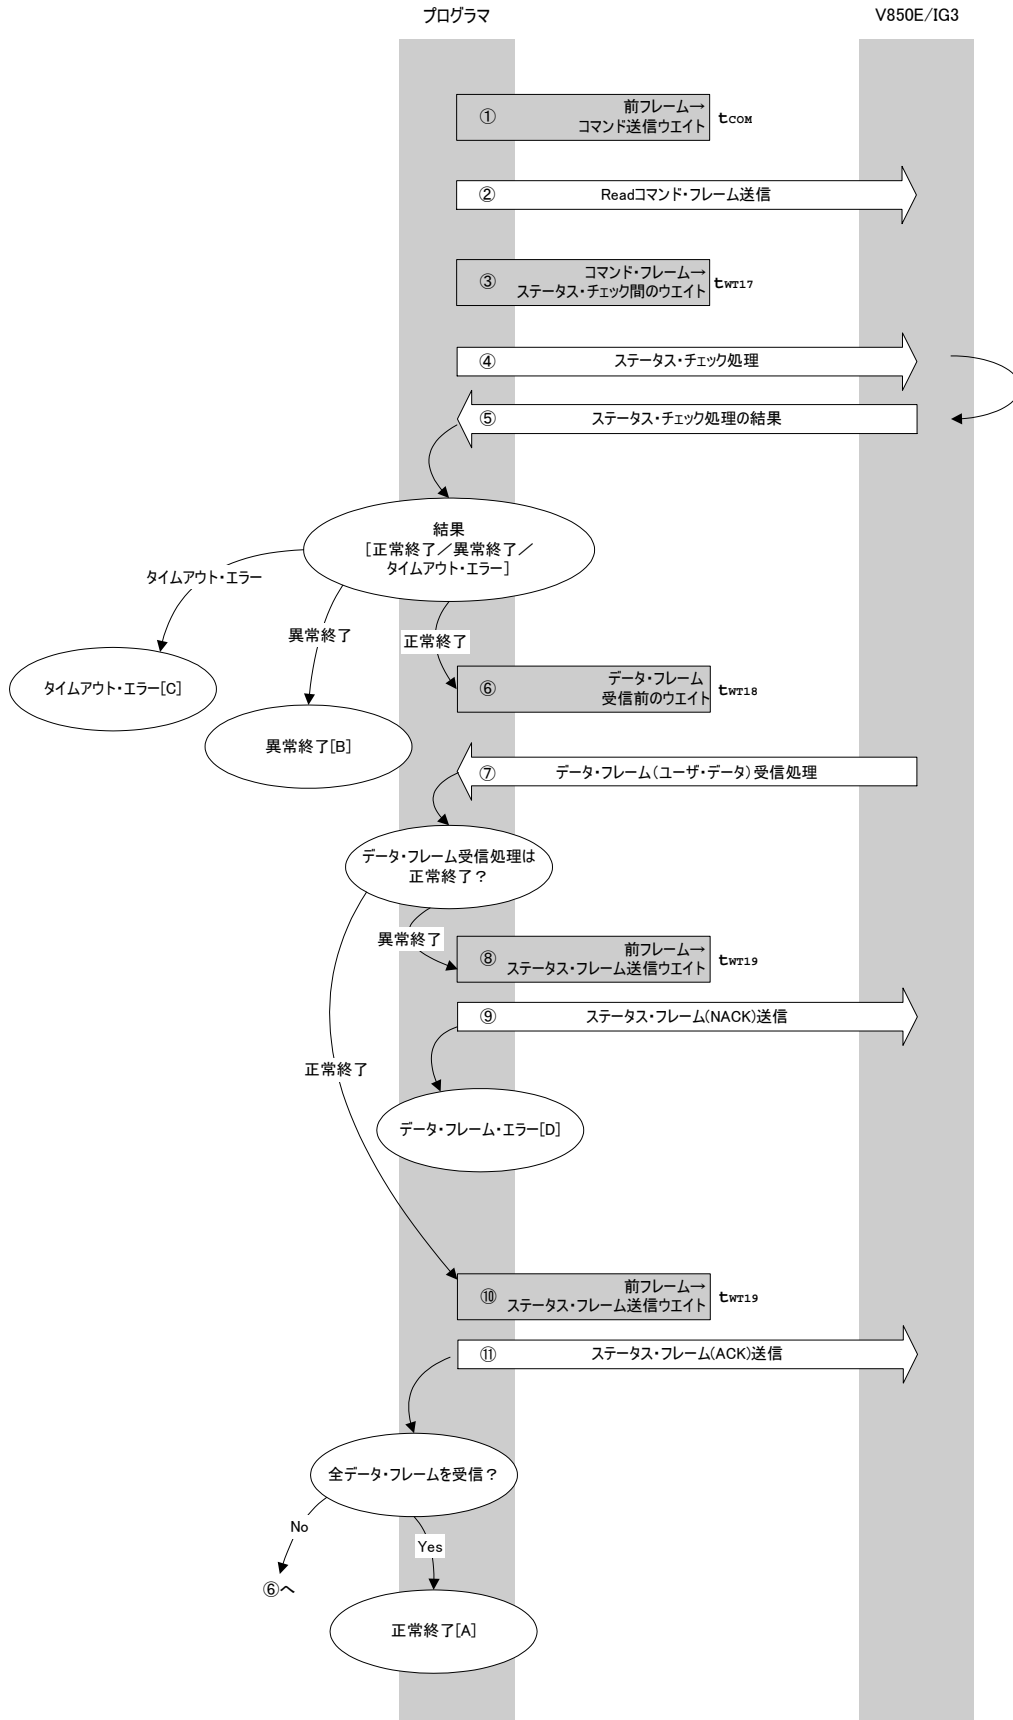 プログラマ
V850E/IG3
① 前フレーム→
コマンド送信ウエイト
tCOM
② Readコマンド・フレーム送信
③ コマンド・フレーム→
ステータス・チェック間のウエイト
tWT17
④ ステータス・チェック処理
⑤ ステータス・チェック処理の結果
結果
[正常終了／異常終了／
タイムアウト・エラー]
タイムアウト・エラー
異常終了
正常終了
タイムアウト・エラー[C]
異常終了[B]
⑥ データ・フレーム
受信前のウエイト
tWT18
⑦ データ・フレーム（ユーザ・データ）受信処理
データ・フレーム受信処理は
正常終了？
異常終了
⑧ 前フレーム→
ステータス・フレーム送信ウエイト
tWT19
⑨ ステータス・フレーム(NACK)送信
正常終了
データ・フレーム・エラー[D]
⑩ 前フレーム→
ステータス・フレーム送信ウエイト
tWT19
⑪ ステータス・フレーム(ACK)送信
全データ・フレームを受信？
No
Yes
⑥へ
正常終了[A]